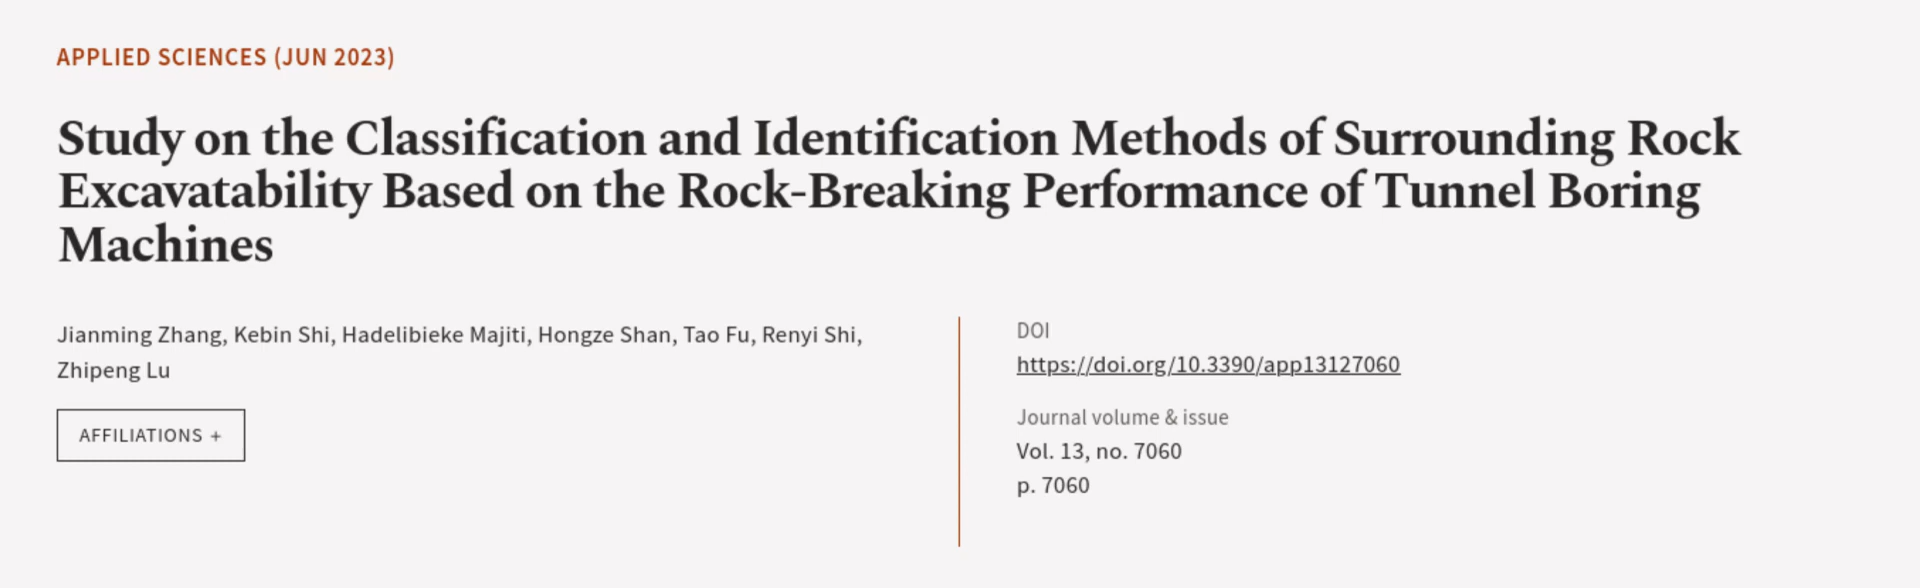 APPLIED SCIENCES (JUN 2023)
Study on the Classification and Identification Methods of Surrounding Rock
Excavatability Based on the Rock-Breaking Performance of Tunnel Boring
Machines
Jianming Zhang, Kebin Shi, Hadelibieke Majiti, Hongze Shan, Tao Fu, Renyi Shi,
Zhipeng Lu
AFFILIATIONS +
DOI
https://doi.org/10.3390/app13127060
Journal volume & issue
Vol. 13, no. 7060
p. 7060